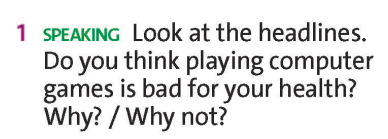 1 SPEAKING Look at the headlines.
Do you think playing computer
games is bad for your health?
Why? / Why not?